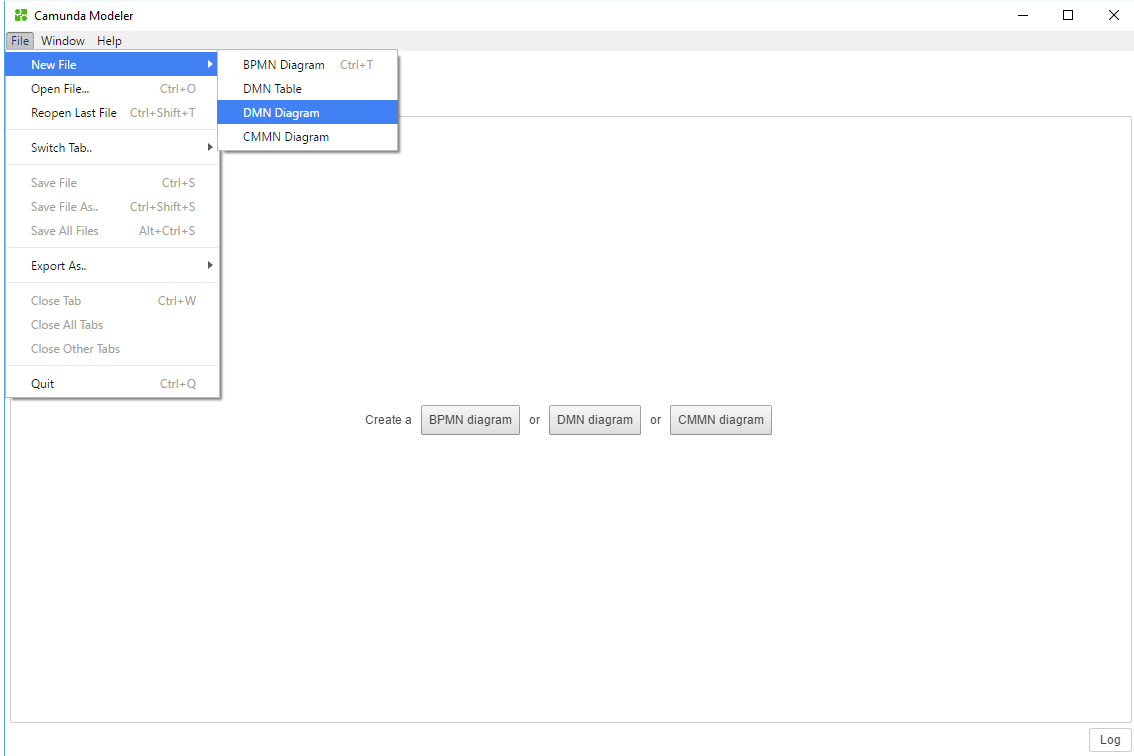 Camunda Modeler
File Window Help
New File
Open File... Ctrl+O
Reopen Last File Ctrl+Shift+T
Switch Tab..
Save File Ctrl+S
Save File As.. Ctrl+Shift+S
Save All Files Alt+Ctrl+S
Export As..
Close Tab Ctrl+W
Close All Tabs
Close Other Tabs
Quit Ctrl+Q
BPMN Diagram Ctrl+T
DMN Table
DMN Diagram
CMMN Diagram
Create a BPMN diagram or DMN diagram or CMMN diagram
Log